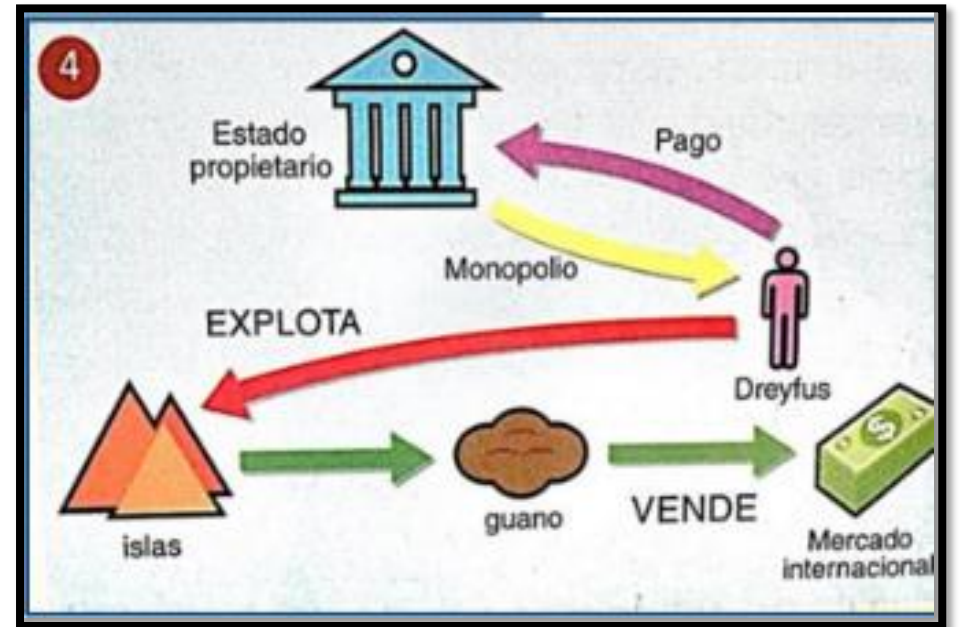 4
Estado
propietario
Pago
Monopolio
EXPLOTA
Dreyfus
islas
guano
VENDE
$
Mercado
internacional